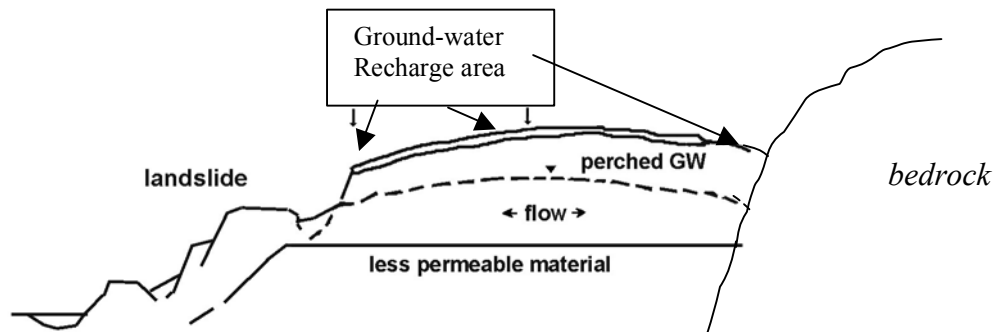 Ground-water
Recharge area
perched GW
landslide
bedrock
flow
less permeable material